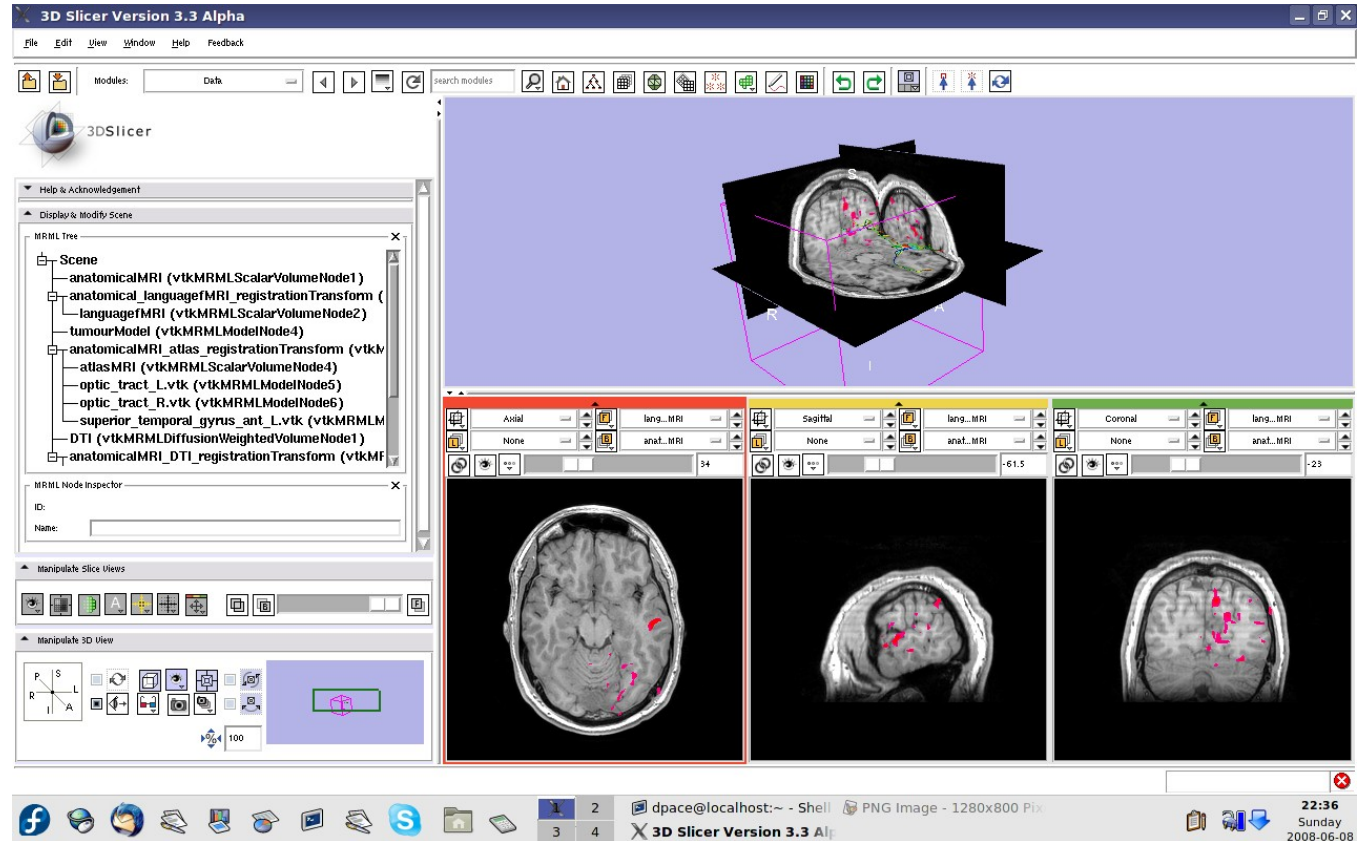 3D Slicer Version 3.3 Alpha
File Edit View Window Help Feedback
Modules: Data search modules
3DSlicer
Help & Acknowledgement
Display & Modify Scene
MRML Tree
Scene
anatomicalMRI (vtkMRMLScalarVolumeNode1)
anatomical_languagefMRI_registrationTransform (
languagefMRI (vtkMRMLScalarVolumeNode2)
tumourModel (vtkMRMLModelNode4)
anatomicalMRI_atlas_registrationTransform (vtkM
atlasMRI (vtkMRMLScalarVolumeNode4)
optic_tract_L.vtk (vtkMRMLModelNode5)
optic_tract_R.vtk (vtkMRMLModelNode6)
superior_temporal_gyrus_ant_L.vtk (vtkMRMLM
DTI (vtkMRMLDiffusionWeightedVolumeNode1)
anatomicalMRI_DTI_registrationTransform (vtkMF
MRML Node Inspector
ID:
Name:
Manipulate Slice Views
A
B
F
Manipulate 3D View
P S
R L
I A
% 100
S
R A
I
Axial F lang...MRI
L None B anat...MRI
34
Sagittal F lang...MRI
L None B anat...MRI
-61.5
Coronal F lang...MRI
L None B anat...MRI
-23
1 2
3 4
dpace@localhost:~ - Shell
PNG Image - 1280x800 Pix
3D Slicer Version 3.3 Alp
22:36
Sunday
2008-06-08